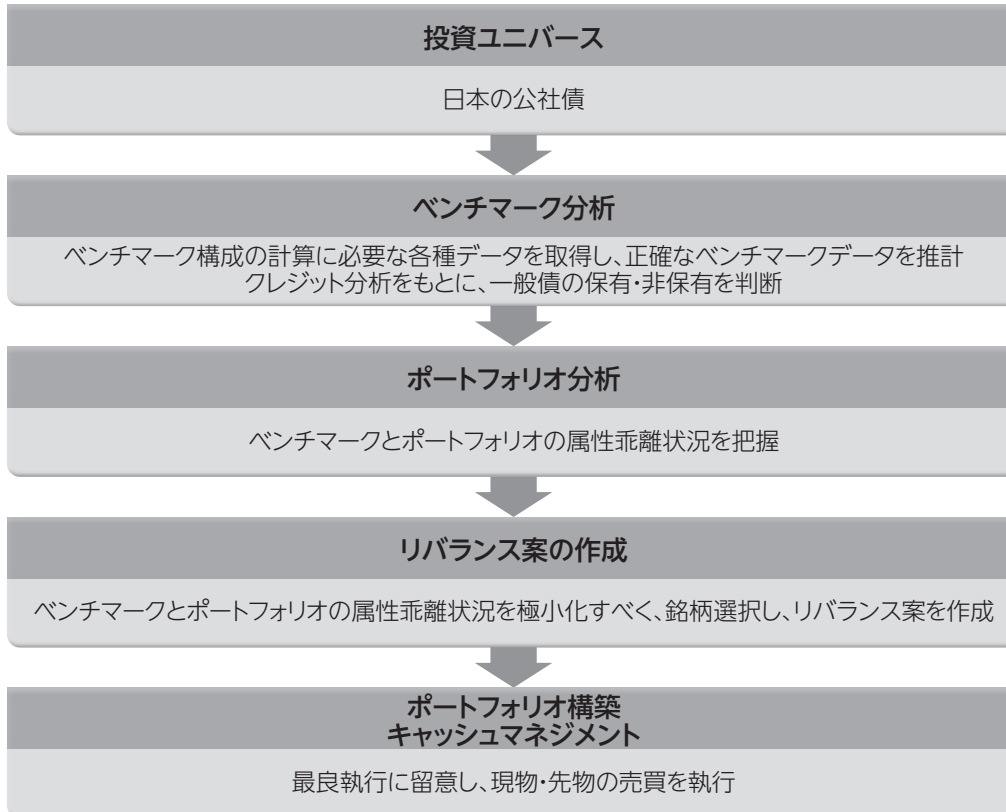 投資ユニバース
日本の公社債
ベンチマーク分析
ベンチマーク構成の計算に必要な各種データを取得し、正確なベンチマークデータを推計
クレジット分析をもとに、一般債の保有・非保有を判断
ポートフォリオ分析
ベンチマークとポートフォリオの属性乖離状況を把握
リバランス案の作成
ベンチマークとポートフォリオの属性乖離状況を極小化すべく、銘柄選択し、リバランス案を作成
ポートフォリオ構築
キャッシュマネジメント
最良執行に留意し、現物・先物の売買を執行